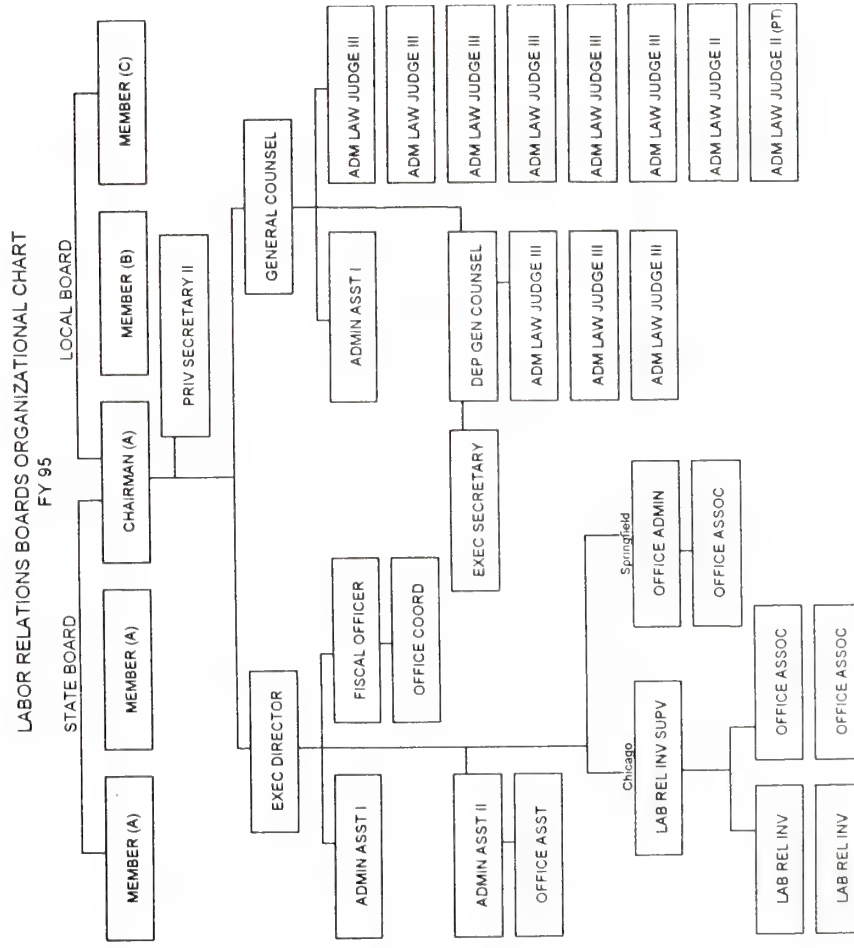 LABOR RELATIONS BOARDS ORGANIZATIONAL CHART
FY 95
STATE BOARD
LOCAL BOARD
MEMBER (A)
MEMBER (A)
CHAIRMAN (A)
MEMBER (B)
MEMBER (C)
PRIV SECRETARY II
EXEC DIRECTOR
GENERAL COUNSEL
ADMIN ASST I
FISCAL OFFICER
OFFICE COORD
ADMIN ASST II
OFFICE ASST
Chicago
LAB REL INV SUPV
LAB REL INV
LAB REL INV
OFFICE ASSOC
OFFICE ASSOC
Springfield
OFFICE ADMIN
OFFICE ASSOC
ADMIN ASST I
EXEC SECRETARY
DEP GEN COUNSEL
ADM LAW JUDGE III
ADM LAW JUDGE III
ADM LAW JUDGE III
ADM LAW JUDGE III
ADM LAW JUDGE III
ADM LAW JUDGE III
ADM LAW JUDGE III
ADM LAW JUDGE III
ADM LAW JUDGE III
ADM LAW JUDGE II
ADM LAW JUDGE II (PT)